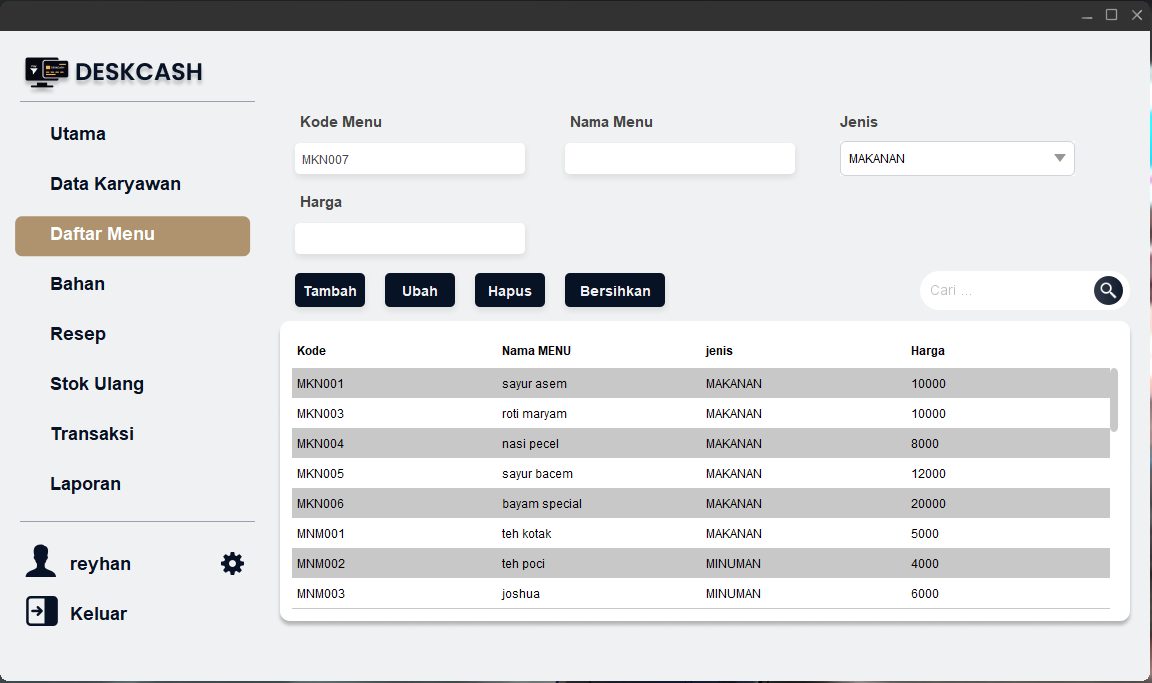 DESKCASH
Utama
Data Karyawan
Daftar Menu
Bahan
Resep
Stok Ulang
Transaksi
Laporan
reyhan
Keluar
Kode Menu Nama Menu Jenis
MKN007 MAKANAN
Harga
Tambah Ubah Hapus Bersihkan Cari ...
Kode Nama MENU jenis Harga
MKN001 sayur asem MAKANAN 10000
MKN003 roti maryam MAKANAN 10000
MKN004 nasi pecel MAKANAN 8000
MKN005 sayur bacem MAKANAN 12000
MKN006 bayam special MAKANAN 20000
MNM001 teh kotak MAKANAN 5000
MNM002 teh poci MINUMAN 4000
MNM003 joshua MINUMAN 6000